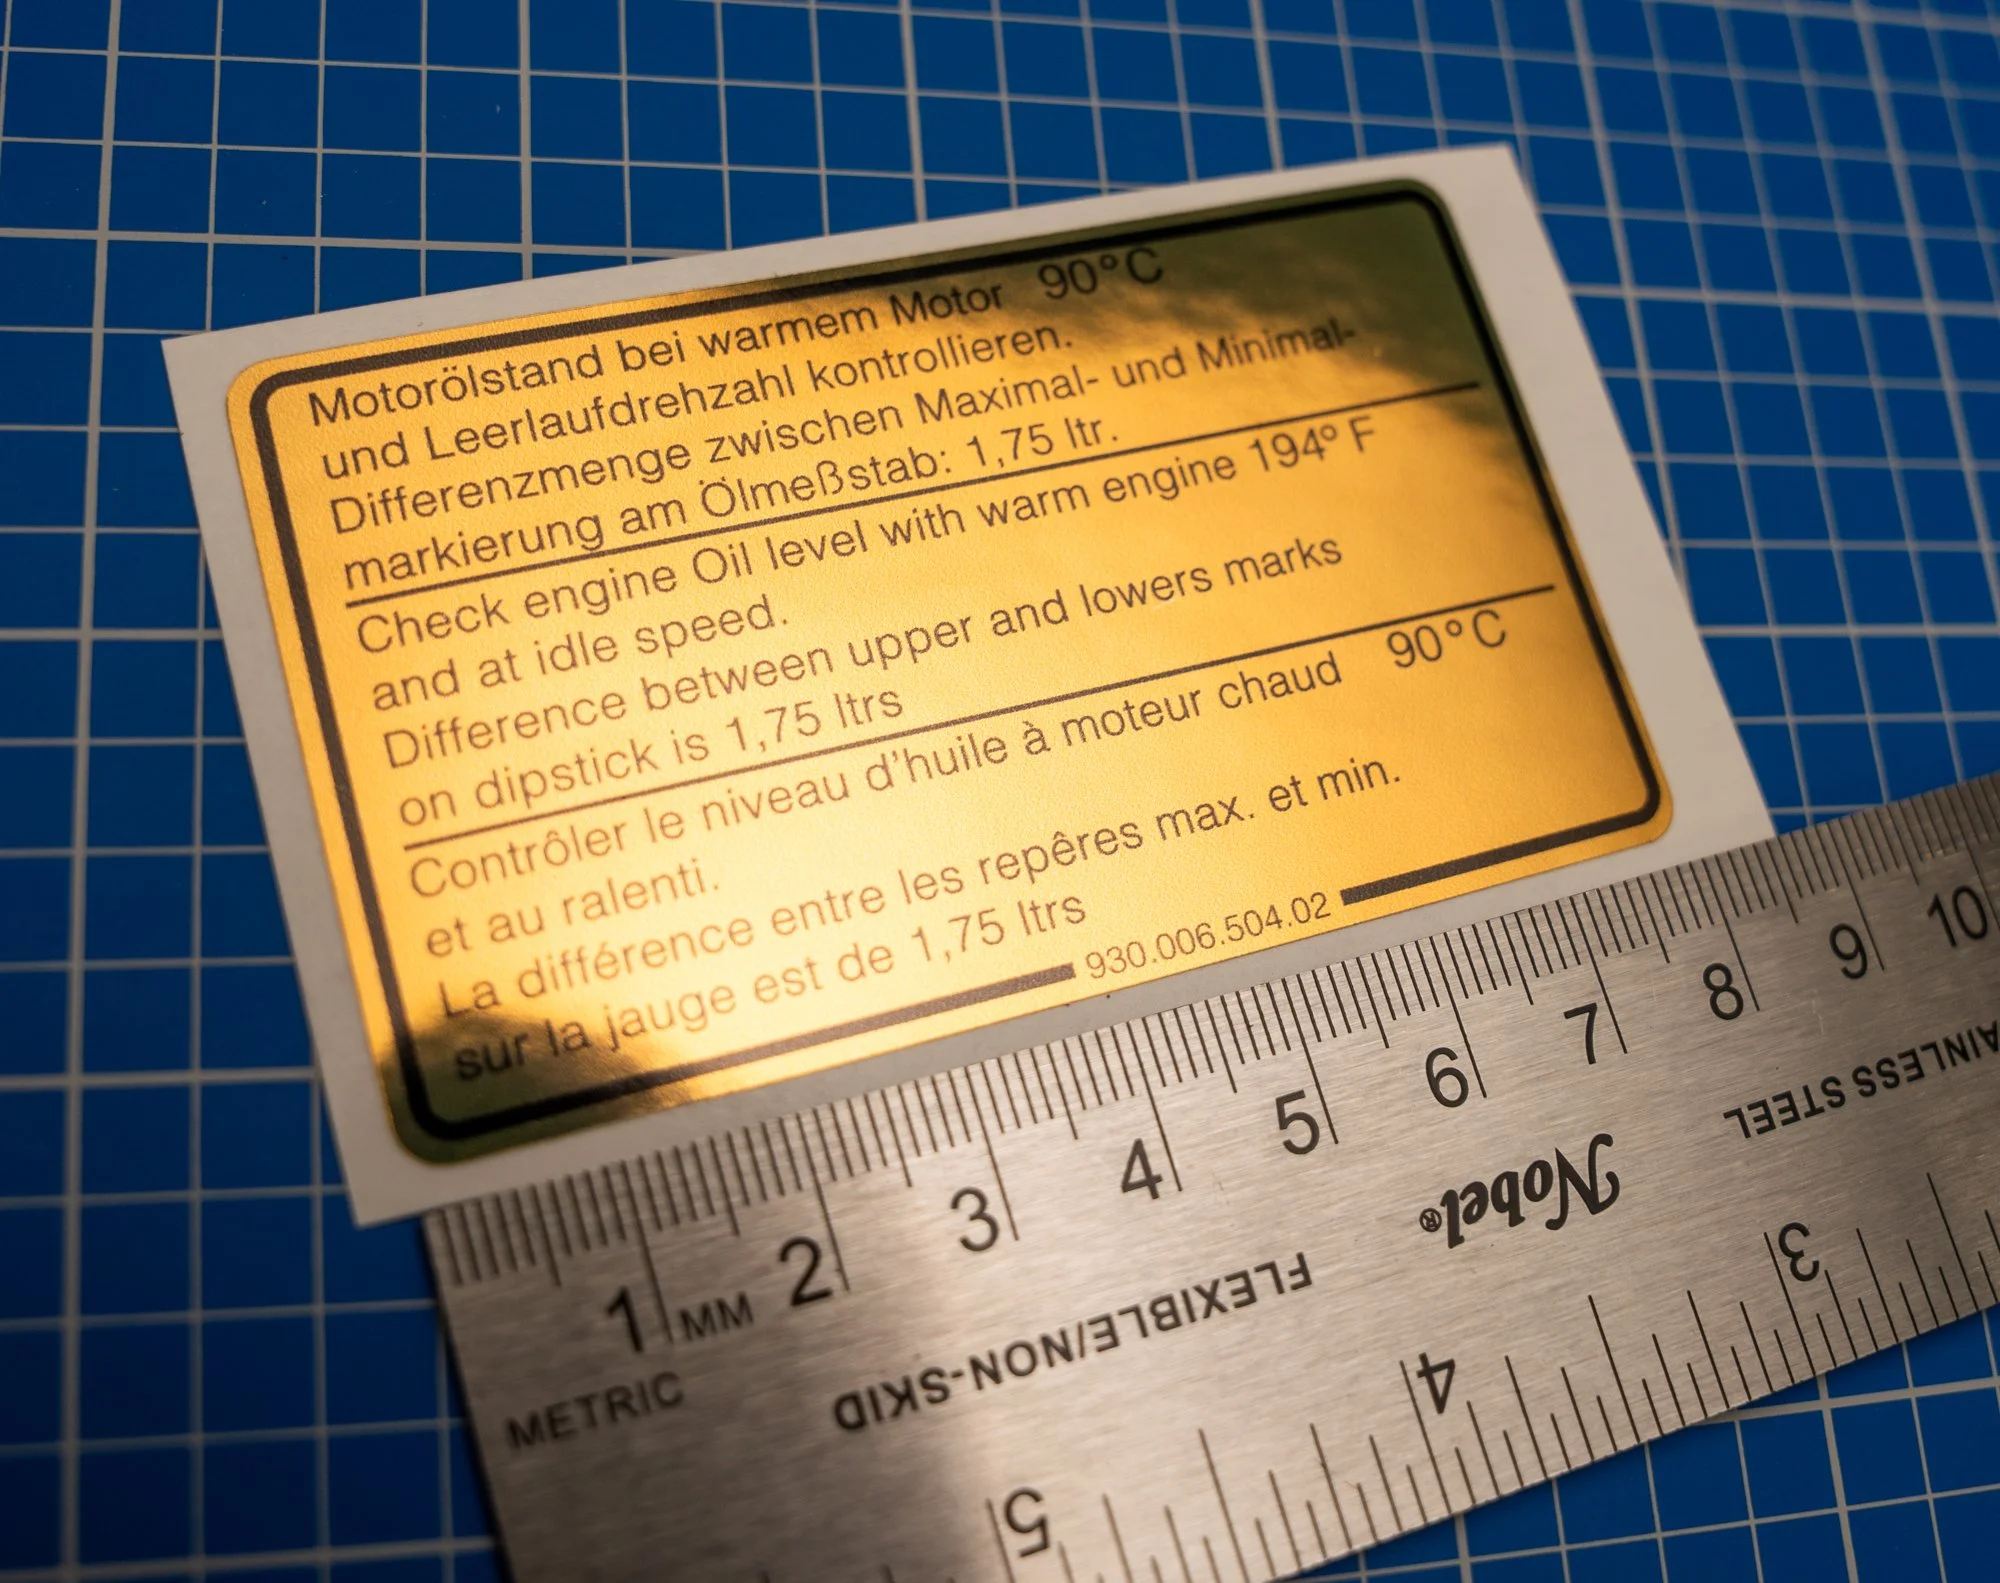 Motorölstand bei warmem Motor 90°C
und Leerlaufdrehzahl kontrollieren.
Differenzmenge zwischen Maximal- und Minimal-
markierung am Ölmeßstab: 1,75 ltr.
Check engine Oil level with warm engine 194° F
and at idle speed.
Difference between upper and lowers marks
on dipstick is 1,75 ltrs
Contrôler le niveau d'huile à moteur chaud 90°C
et au ralenti.
La différence entre les repêres max. et min.
sur la jauge est de 1,75 ltrs
930.006.504.02
1 2 3 4 5 6 7 8 9 10
MM
METRIC
FLEXIBLE/NON-SKID
Nobel®
AINLESS STEEL
3
4
5